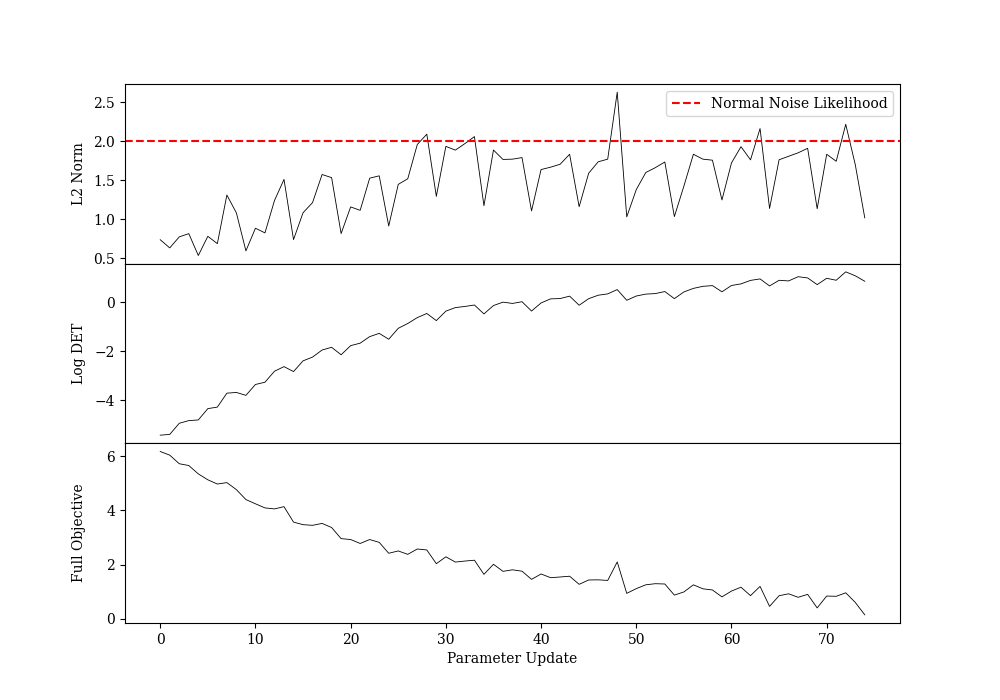 Normal Noise Likelihood
L2 Norm
2.5
2.0
1.5
1.0
0.5
Log DET
0
−2
−4
Full Objective
6
4
2
0
0 10 20 30 40 50 60 70
Parameter Update